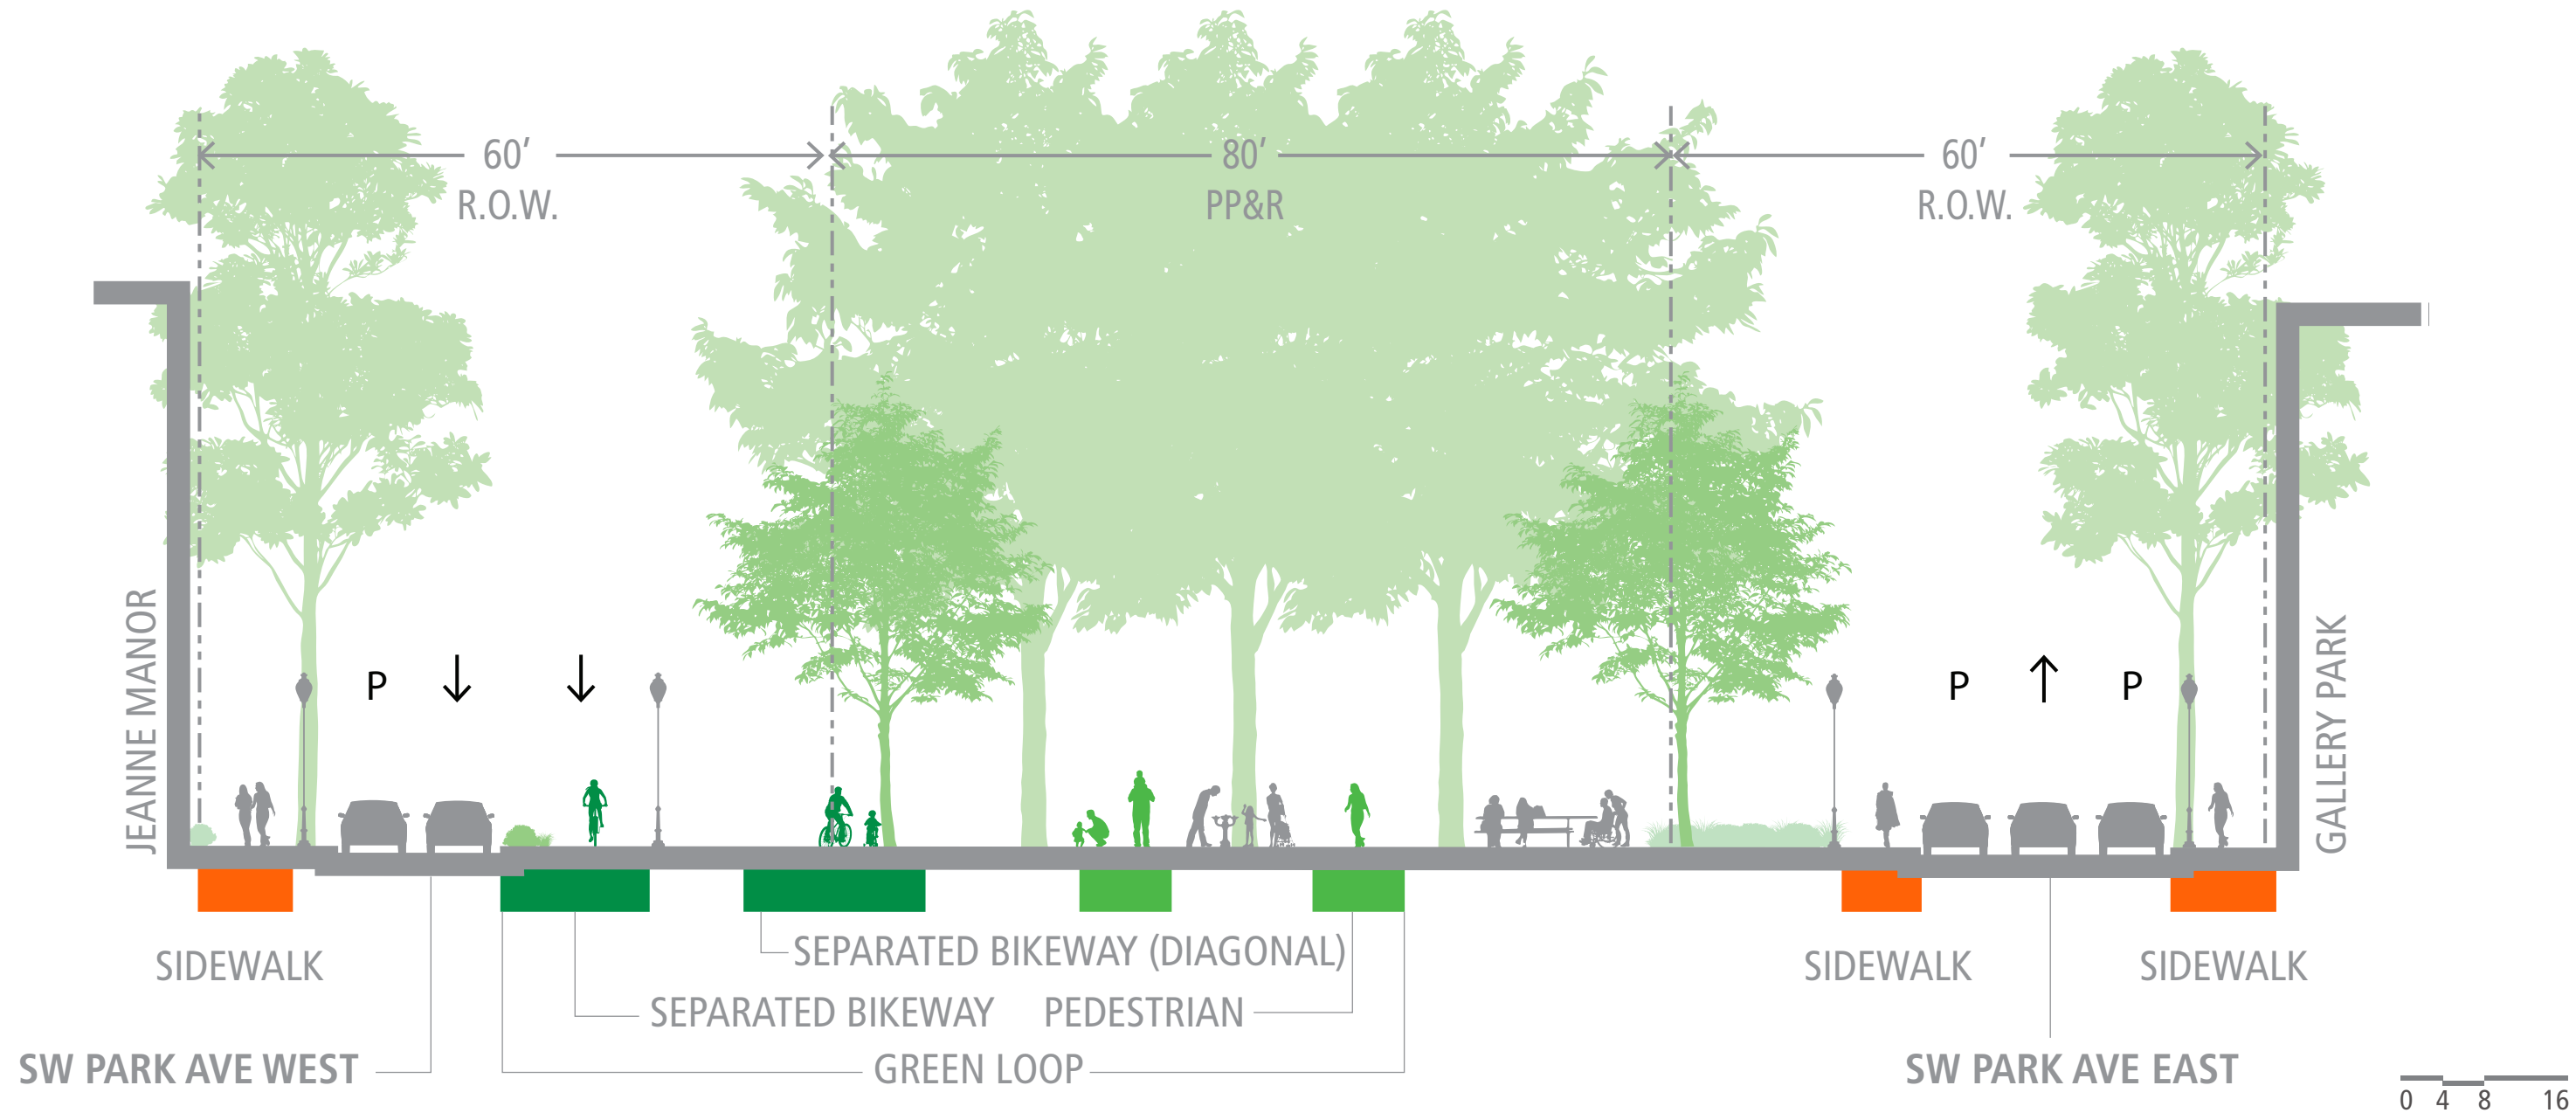 60’
80’
60’
R.O.W.
PP&R
R.O.W.
JEANNE MANOR
P
P
P
GALLERY PARK
SEPARATED BIKEWAY (DIAGONAL)
SIDEWALK
SIDEWALK
SIDEWALK
SEPARATED BIKEWAY
PEDESTRIAN
SW PARK AVE WEST
GREEN LOOP
SW PARK AVE EAST
0 4 8 16